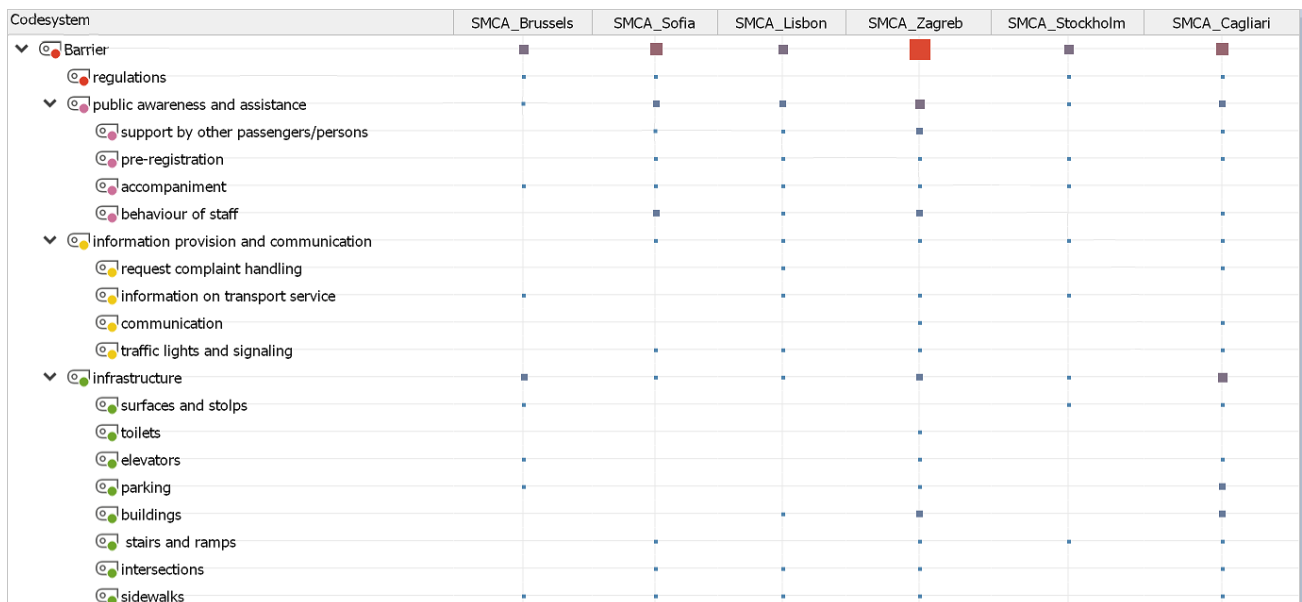 Codesystem SMCA_Brussels SMCA_Sofia SMCA_Lisbon SMCA_Zagreb SMCA_Stockholm SMCA_Cagliari
Barrier
regulations
public awareness and assistance
support by other passengers/persons
pre-registration
accompaniment
behaviour of staff
information provision and communication
request complaint handling
information on transport service
communication
traffic lights and signaling
infrastructure
surfaces and stolps
toilets
elevators
parking
buildings
stairs and ramps
intersections
sidewalks